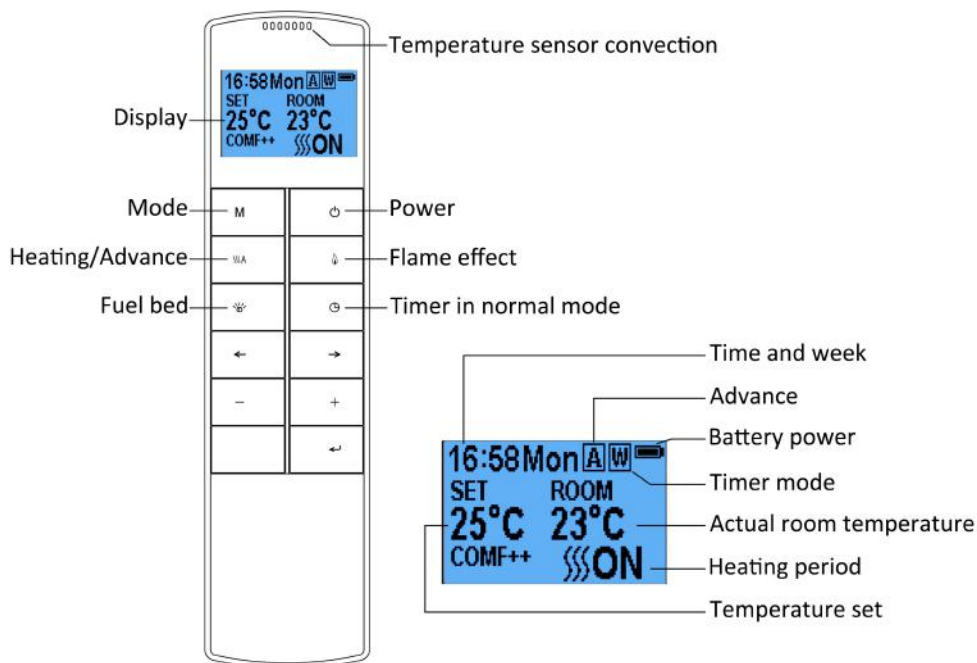 Temperature sensor convection
16:58Mon A W
SET ROOM
25°C 23°C
COMF++ ON
Display
Mode M Power
Heating/Advance A Flame effect
Fuel bed Timer in normal mode
← →
- +
↵
Time and week
Advance
Battery power
16:58Mon A W
Timer mode
SET ROOM
25°C 23°C Actual room temperature
COMF++ ON Heating period
Temperature set